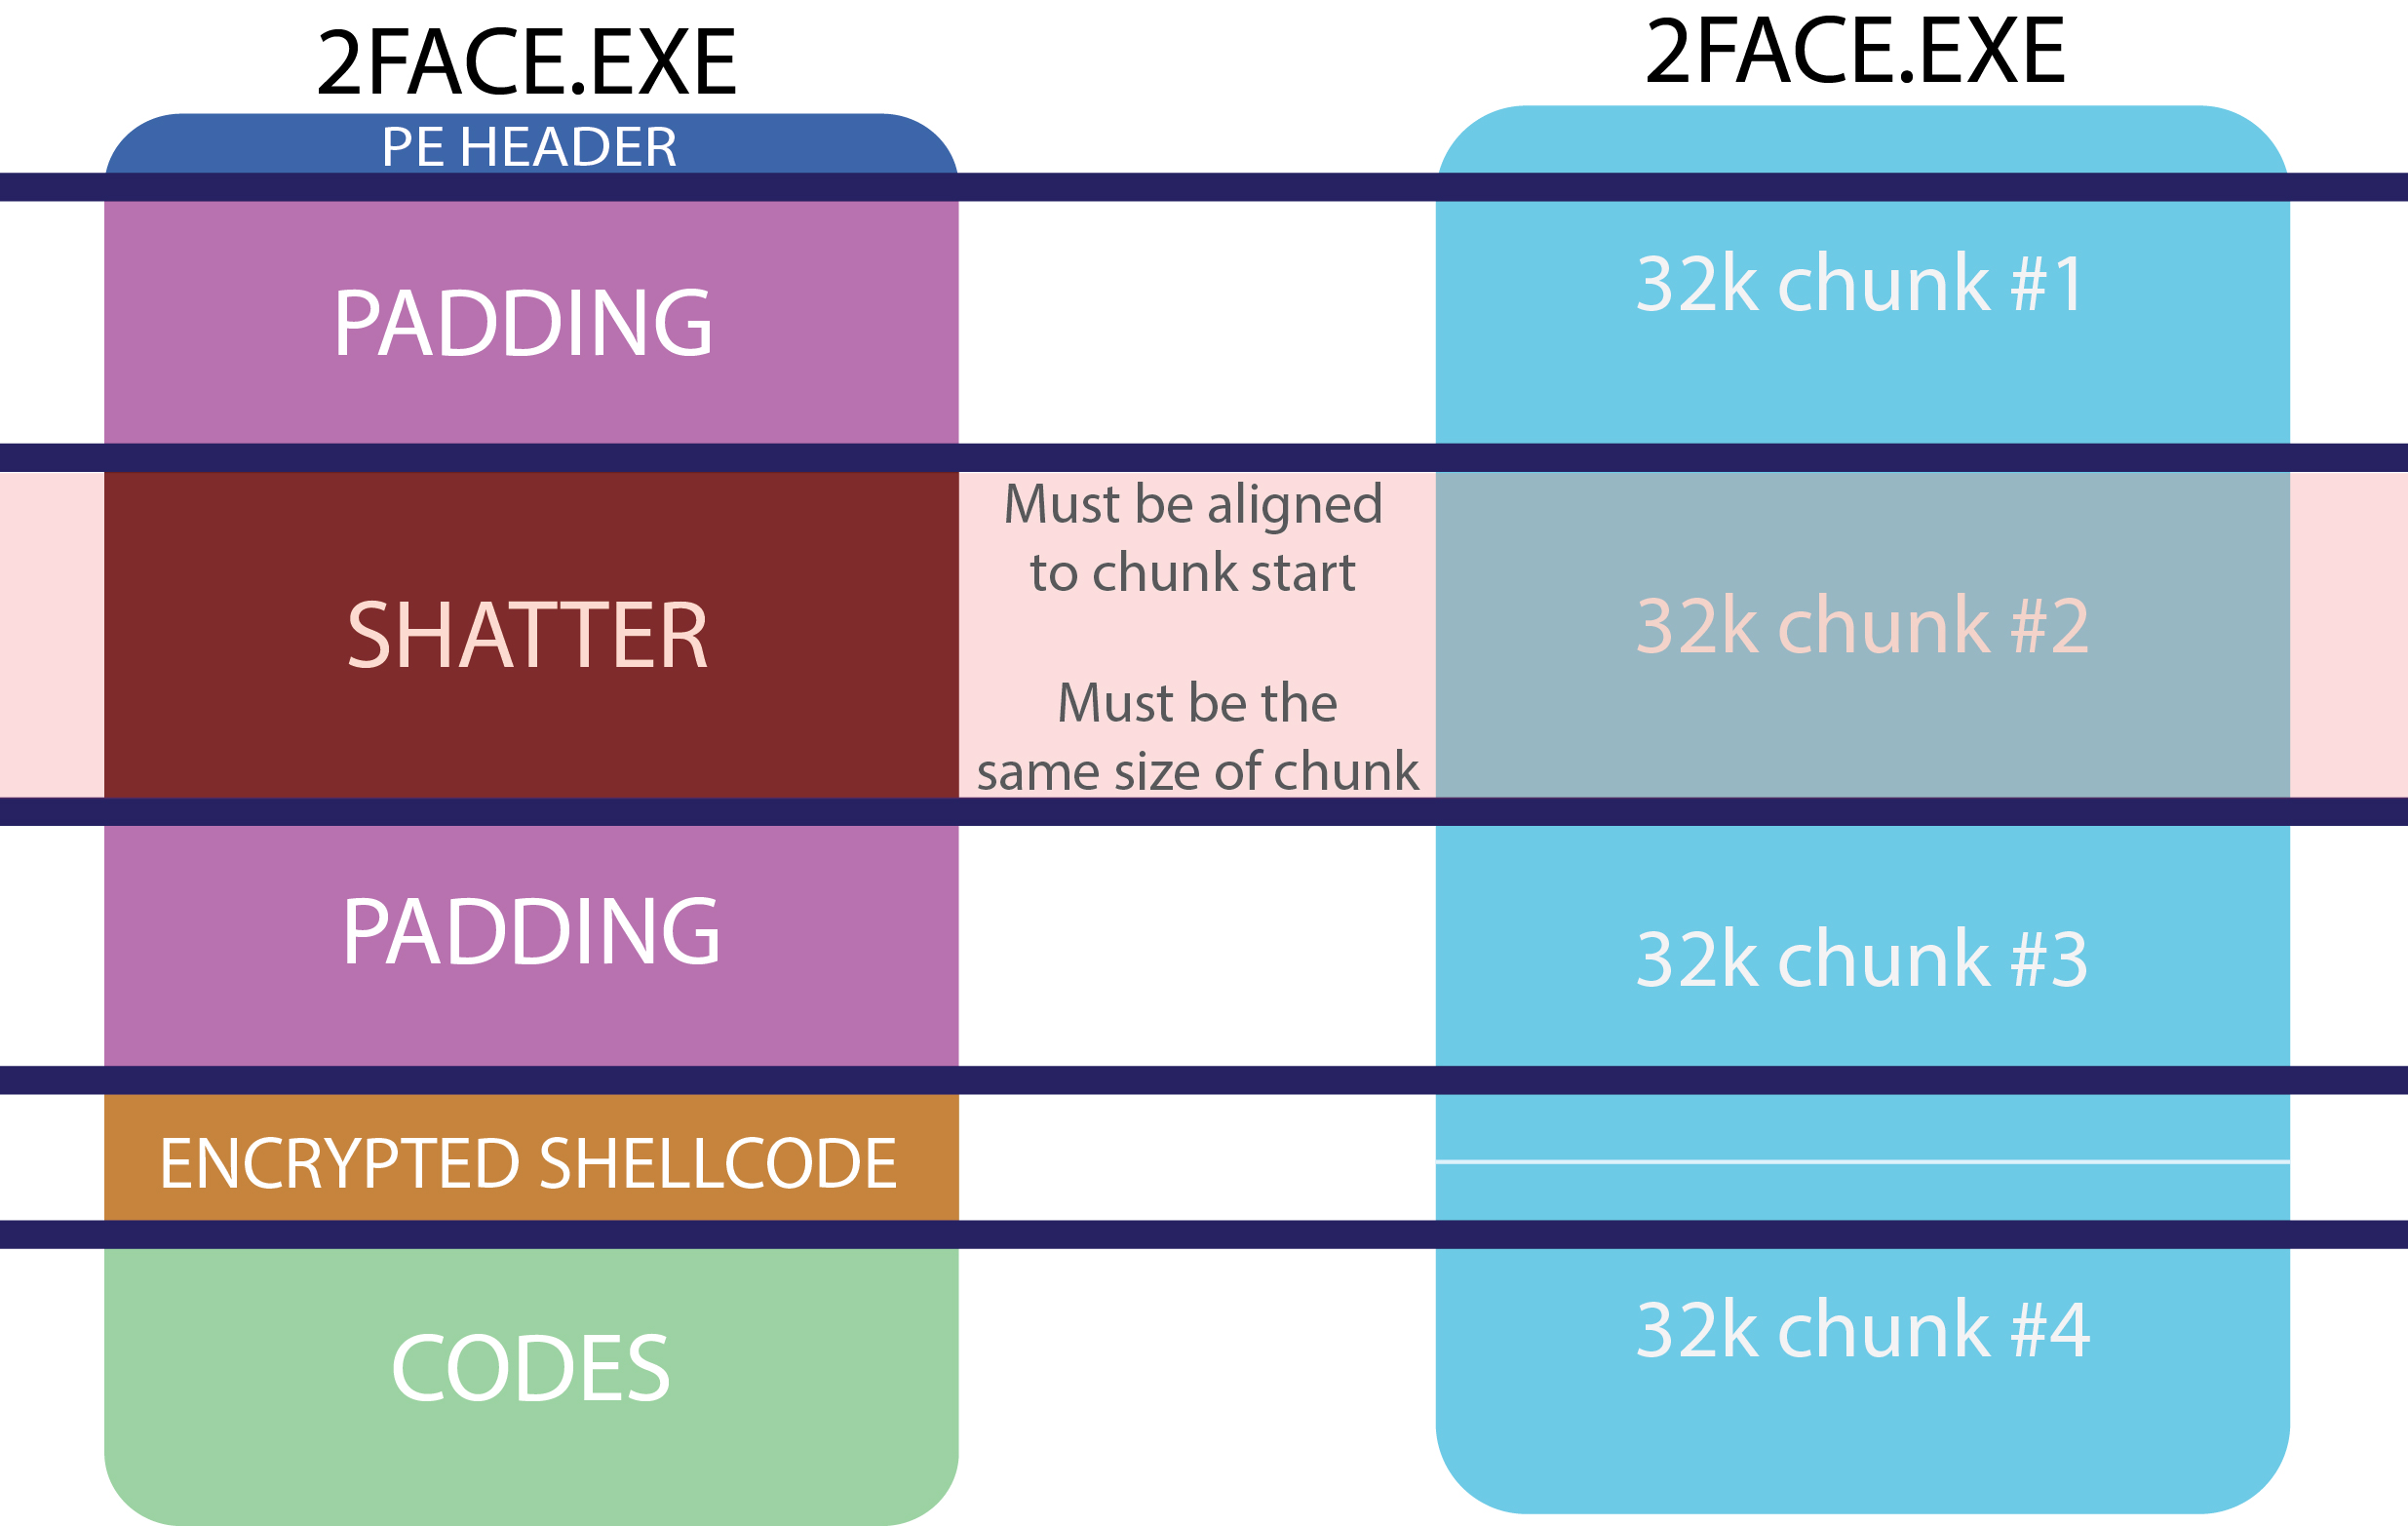 2FACE.EXE
PE HEADER
PADDING
SHATTER
PADDING
ENCRYPTED SHELLCODE
CODES
Must be aligned
to chunk start
Must be the
same size of chunk
2FACE.EXE
32k chunk #1
32k chunk #2
32k chunk #3
32k chunk #4